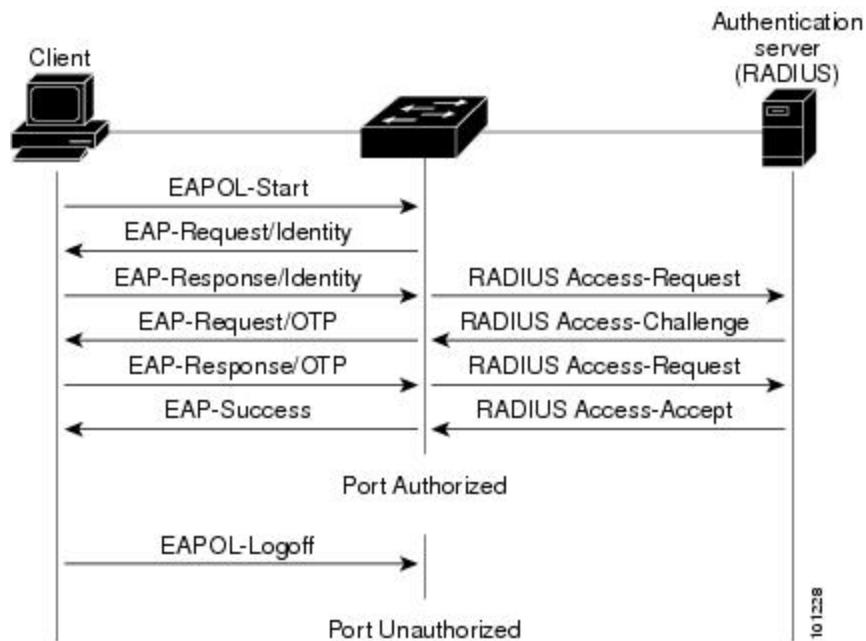 Client
Authentication
server
(RADIUS)
EAPOL-Start
EAP-Request/Identity
EAP-Response/Identity
RADIUS Access-Request
EAP-Request/OTP
RADIUS Access-Challenge
EAP-Response/OTP
RADIUS Access-Request
EAP-Success
RADIUS Access-Accept
Port Authorized
EAPOL-Logoff
Port Unauthorized
101228